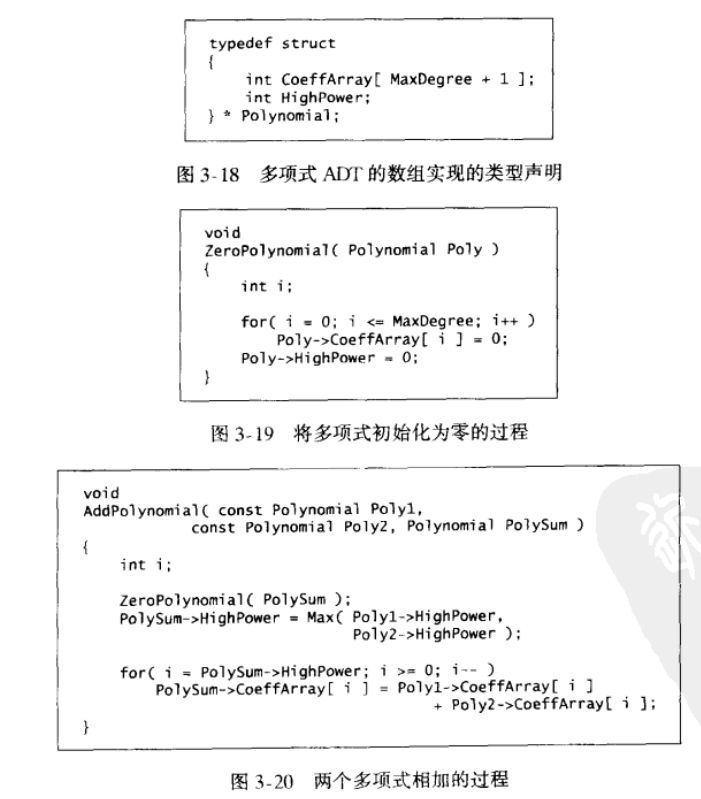 typedef struct
{
    int CoeffArray[ MaxDegree + 1 ];
    int HighPower;
} * Polynomial;
图 3-18 多项式 ADT 的数组实现的类型声明
void
ZeroPolynomial( Polynomial Poly )
{
    int i;
    for( i = 0; i <= MaxDegree; i++ )
        Poly->CoeffArray[ i ] = 0;
    Poly->HighPower = 0;
}
图 3-19 将多项式初始化为零的过程
void
AddPolynomial( const Polynomial Poly1,
            const Polynomial Poly2, Polynomial PolySum )
{
    int i;
    ZeroPolynomial( PolySum );
    PolySum->HighPower = Max( Poly1->HighPower,
                              Poly2->HighPower );
    for( i = PolySum->HighPower; i >= 0; i-- )
        PolySum->CoeffArray[ i ] = Poly1->CoeffArray[ i ]
                                    + Poly2->CoeffArray[ i ];
}
图 3-20 两个多项式相加的过程